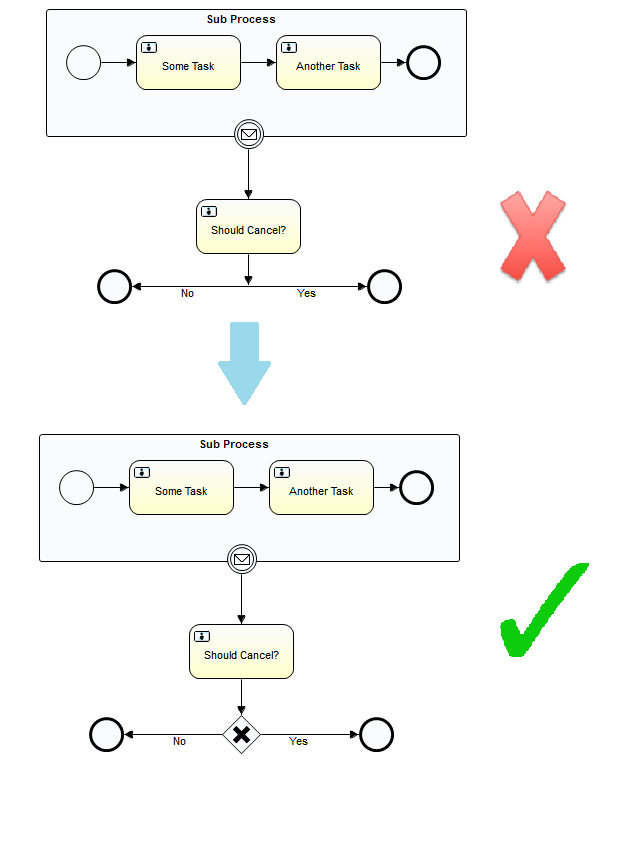 Sub Process
Some Task
Another Task
Should Cancel?
No
Yes
Sub Process
Some Task
Another Task
Should Cancel?
No
Yes